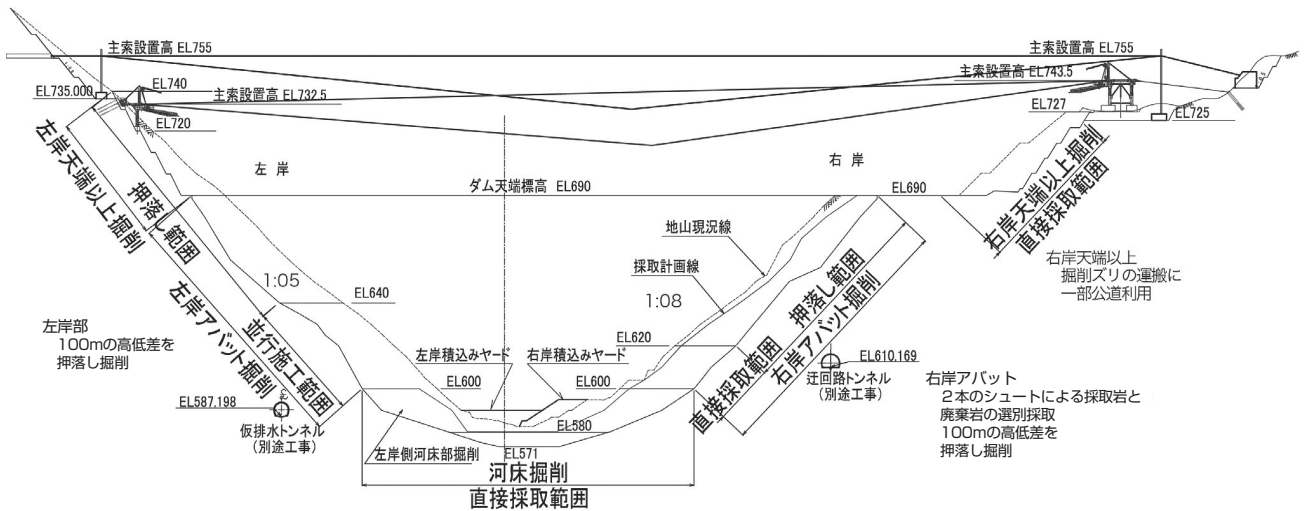 主索設置高 EL755
主索設置高 EL755
EL740
主索設置高 EL743.5
EL735.000
主索設置高 EL732.5
EL727
EL725
EL720
左岸
右岸
左岸天端以上掘削
押落し範囲
ダム天端標高 EL690
EL690
右岸天端以上掘削
直接採取範囲
地山現況線
採取計画線
右岸天端以上
掘削ズリの運搬に
一部公道利用
1:05
1:08
EL640
EL620
左岸部
100mの高低差を
押落し掘削
左岸アバット掘削
並行施工範囲
左岸積込みヤード
右岸積込みヤード
EL600
EL600
押落し範囲
直接採取範囲
右岸アバット掘削
EL610.169
迂回路トンネル
(別途工事)
右岸アバット
2本のシュートによる採取岩と
廃棄岩の選別採取
100mの高低差を
押落し掘削
EL587.198
仮排水トンネル
(別途工事)
EL580
EL571
左岸側河床部掘削
河床掘削
直接採取範囲